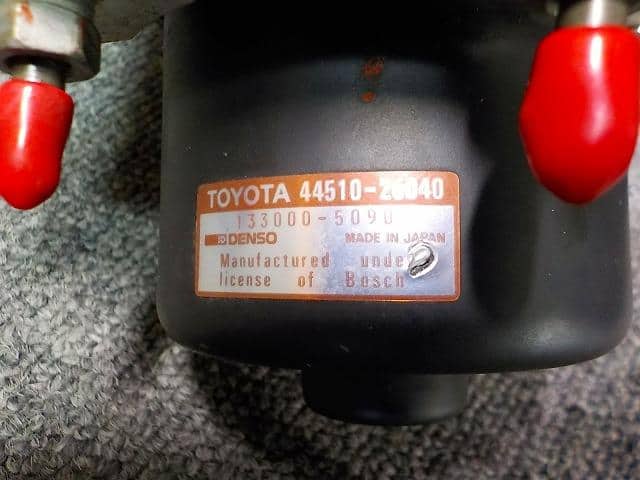 TOYOTA 44510-26040
133000-5090
DENSO MADE IN JAPAN
Manufactured under
license of Bosch